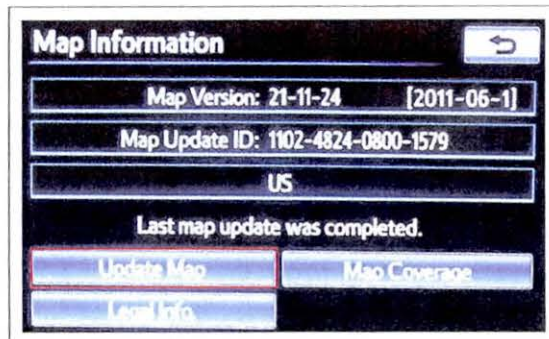 Map Information
Map Version: 21-11-24 [2011-06-1]
Map Update ID: 1102-4824-0800-1579
US
Last map update was completed.
Update Map Map Coverage
Legal Info.